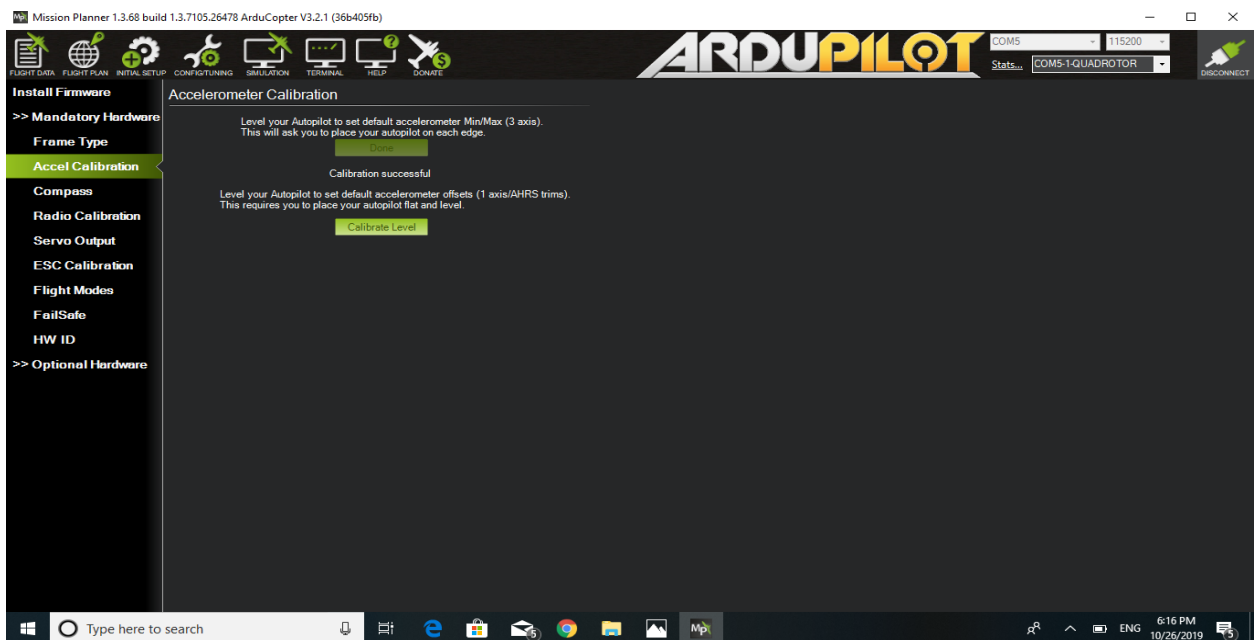 Mission Planner 1.3.68 build 1.3.7105.26478 ArduCopter V3.2.1 (36b405fb)
FLIGHT DATA FLIGHT PLAN INITIAL SETUP CONFIG/TUNING SIMULATION TERMINAL HELP DONATE
ARDUPILOT
COM5 115200
Stats... COM5-1-QUADROTOR
DISCONNECT
Install Firmware
>> Mandatory Hardware
Frame Type
Accel Calibration
Compass
Radio Calibration
Servo Output
ESC Calibration
Flight Modes
FailSafe
HW ID
>> Optional Hardware
Accelerometer Calibration
Level your Autopilot to set default accelerometer Min/Max (3 axis).
This will ask you to place your autopilot on each edge.
Done
Calibration successful
Level your Autopilot to set default accelerometer offsets (1 axis/AHRS trims).
This requires you to place your autopilot flat and level.
Calibrate Level
Type here to search
5
MP
ENG
6:16 PM
10/26/2019
5